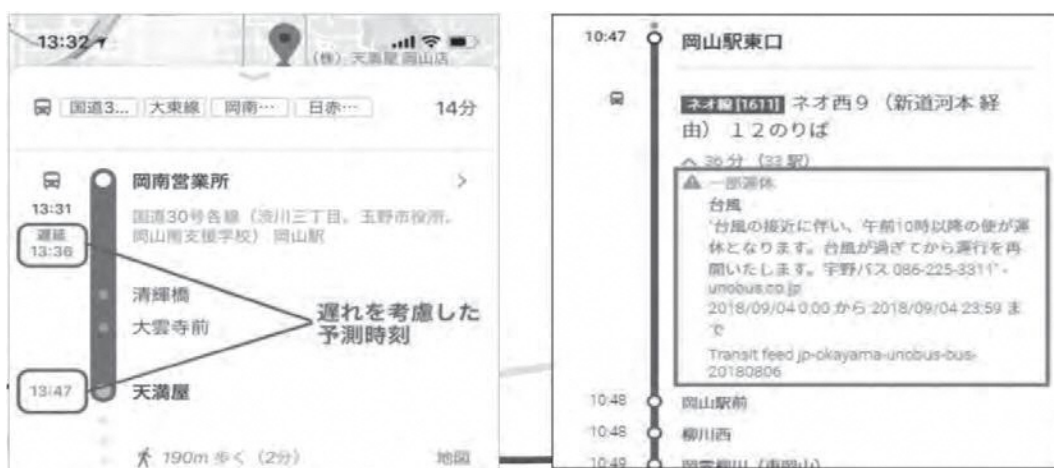 13:32
(株) 天満屋 岡山店
国道3... 大東線 岡南… 日赤… 14分
岡南営業所
13:31
遅延
13:36
国道30号各線（渋川三丁目、玉野市役所、
岡山南支援学校） 岡山駅
清輝橋
大雲寺前
遅れを考慮した
予測時刻
13:47
天満屋
190m 歩く（2分）
地図
10:47 岡山駅東口
ネオ線 [1611] ネオ西９（新道河本 経
由） １２のりば
36 分（33 駅）
一部運休
台風
'台風の接近に伴い、午前10時以降の便が運
休となります。台風が過ぎてから運行を再
開いたします。宇野バス 086-225-3311' -
unobus.co.jp
2018/09/04 0:00 から 2018/09/04 23:59 ま
で
Transit feed jp-okayama-unobus-bus-
20180806
10:48 岡山駅前
10:48 柳川西
10:49